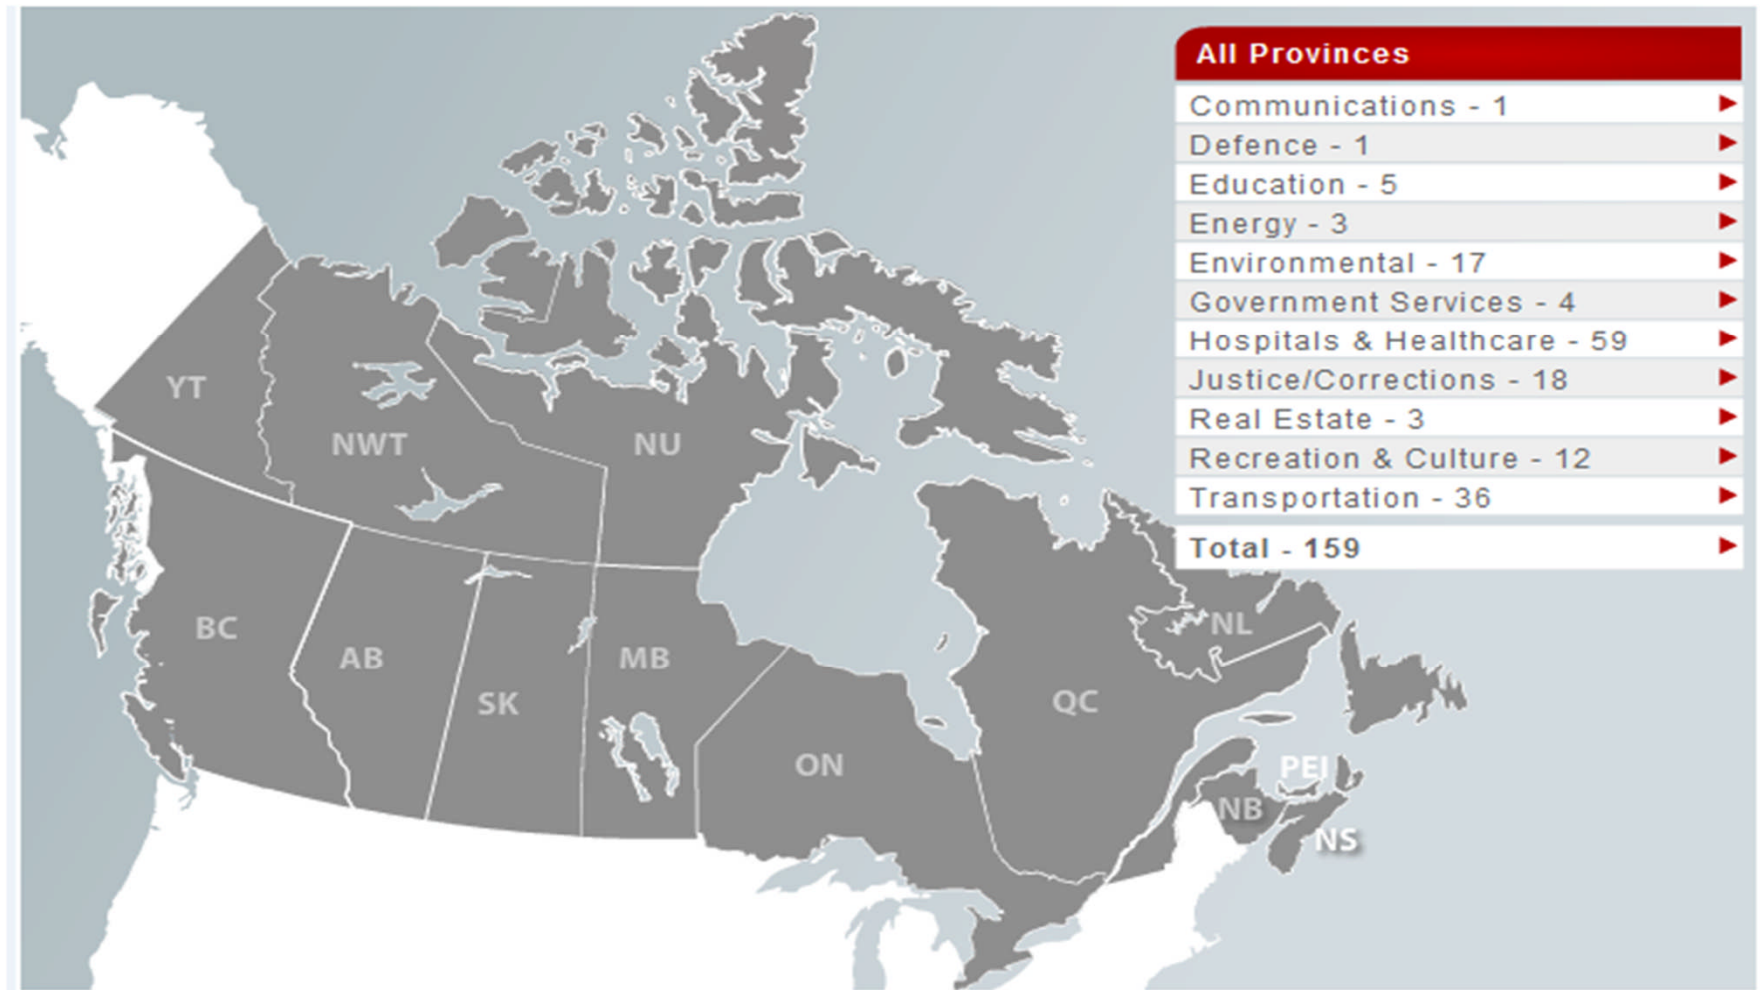 All Provinces
Communications - 1
Defence - 1
Education - 5
Energy - 3
Environmental - 17
Government Services - 4
Hospitals & Healthcare - 59
Justice/Corrections - 18
Real Estate - 3
Recreation & Culture - 12
Transportation - 36
Total - 159
YT
NWT
NU
BC
AB
SK
MB
ON
QC
NL
PEI
NB
NS